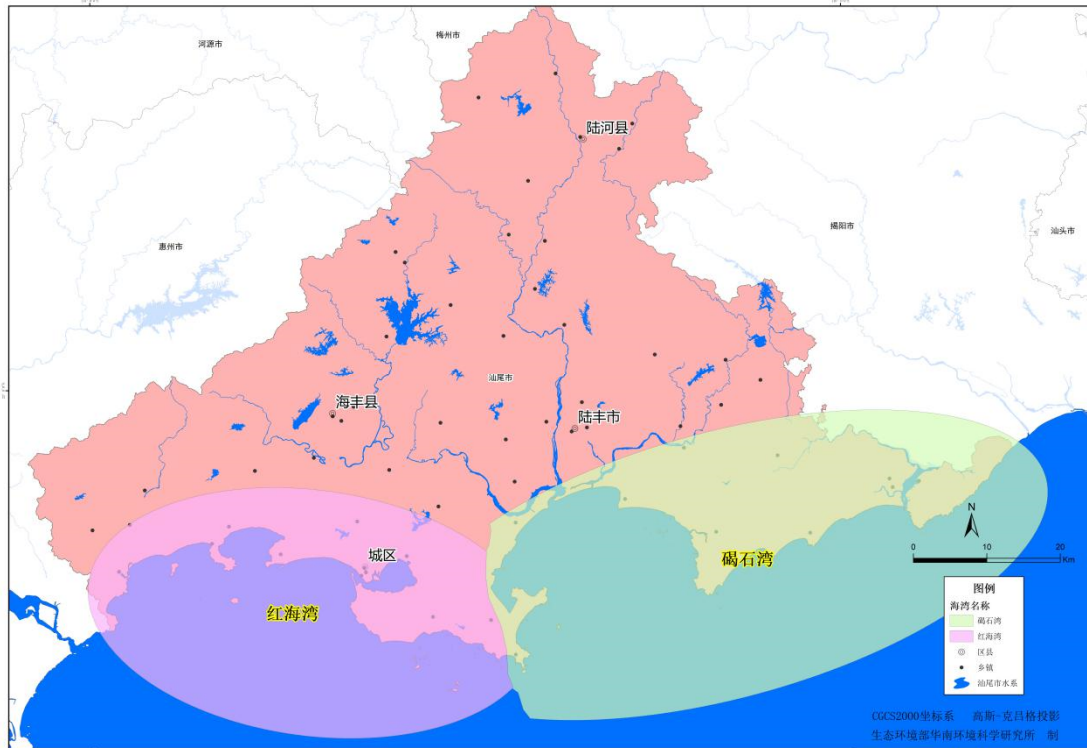 河源市
梅州市
陆河县
惠州市
揭阳市
汕头市
汕尾市
海丰县
陆丰市
城区
红海湾
碣石湾
N
0 10 20
Km
图例
海湾名称
碣石湾
红海湾
区县
乡镇
汕尾市水系
CGCS2000坐标系 高斯-克吕格投影
生态环境部华南环境科学研究所 制